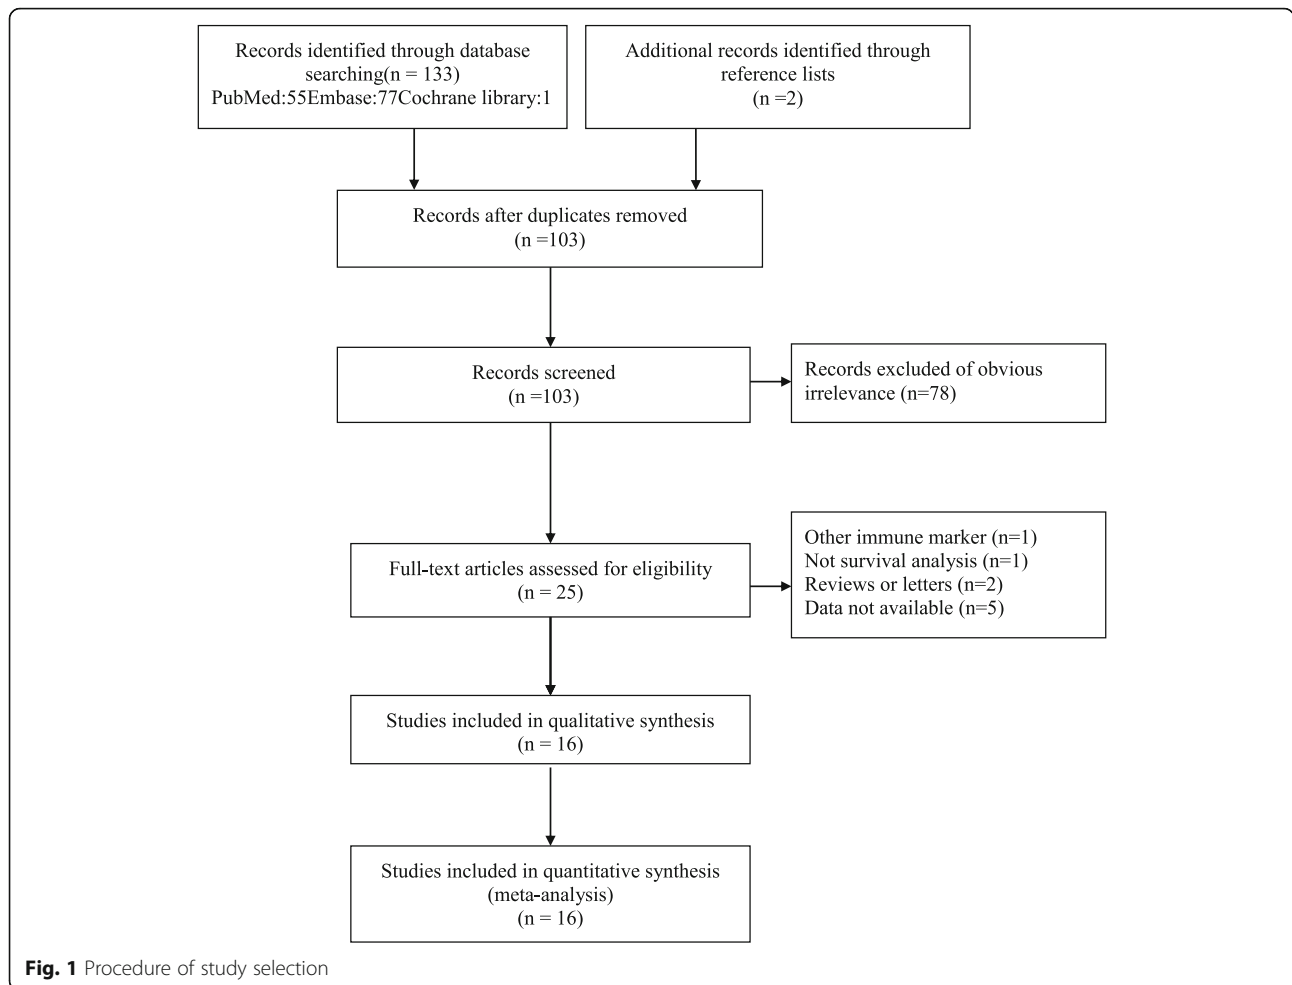 Records identified through database
searching(n = 133)
PubMed:55Embase:77Cochrane library:1
Additional records identified through
reference lists
(n =2)
Records after duplicates removed
(n =103)
Records screened
(n =103)
Records excluded of obvious
irrelevance (n=78)
Full-text articles assessed for eligibility
(n = 25)
Other immune marker (n=1)
Not survival analysis (n=1)
Reviews or letters (n=2)
Data not available (n=5)
Studies included in qualitative synthesis
(n = 16)
Studies included in quantitative synthesis
(meta-analysis)
(n = 16)
Fig. 1 Procedure of study selection